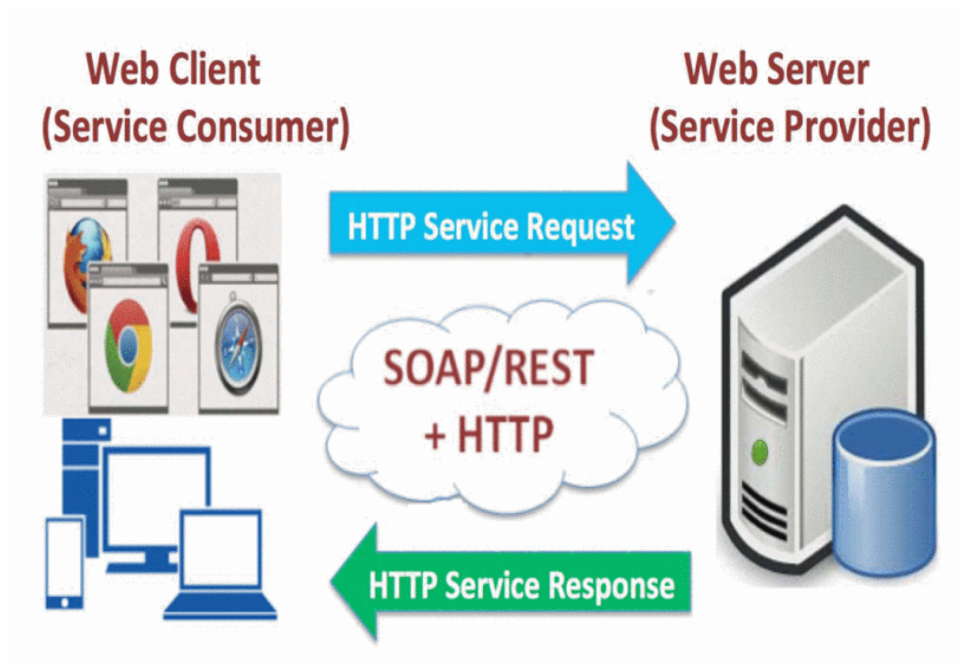 Web Client
(Service Consumer)
Web Server
(Service Provider)
HTTP Service Request
SOAP/REST
+ HTTP
HTTP Service Response